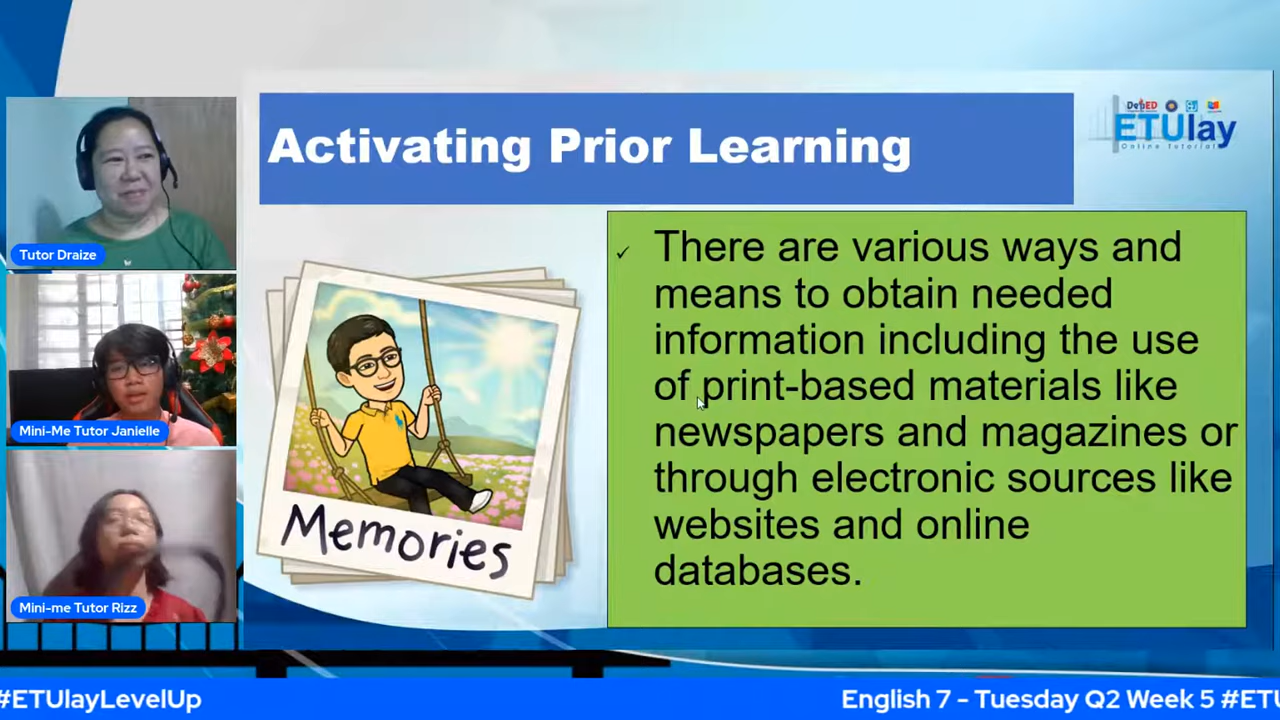 Activating Prior Learning
DepED
ETUlay
Online Tutorial
Tutor Draize
Mini-Me Tutor Janielle
Mini-me Tutor Rizz
Memories
✓ There are various ways and
means to obtain needed
information including the use
of print-based materials like
newspapers and magazines or
through electronic sources like
websites and online
databases.
#ETUlayLevelUp
English 7 - Tuesday Q2 Week 5 #ETU